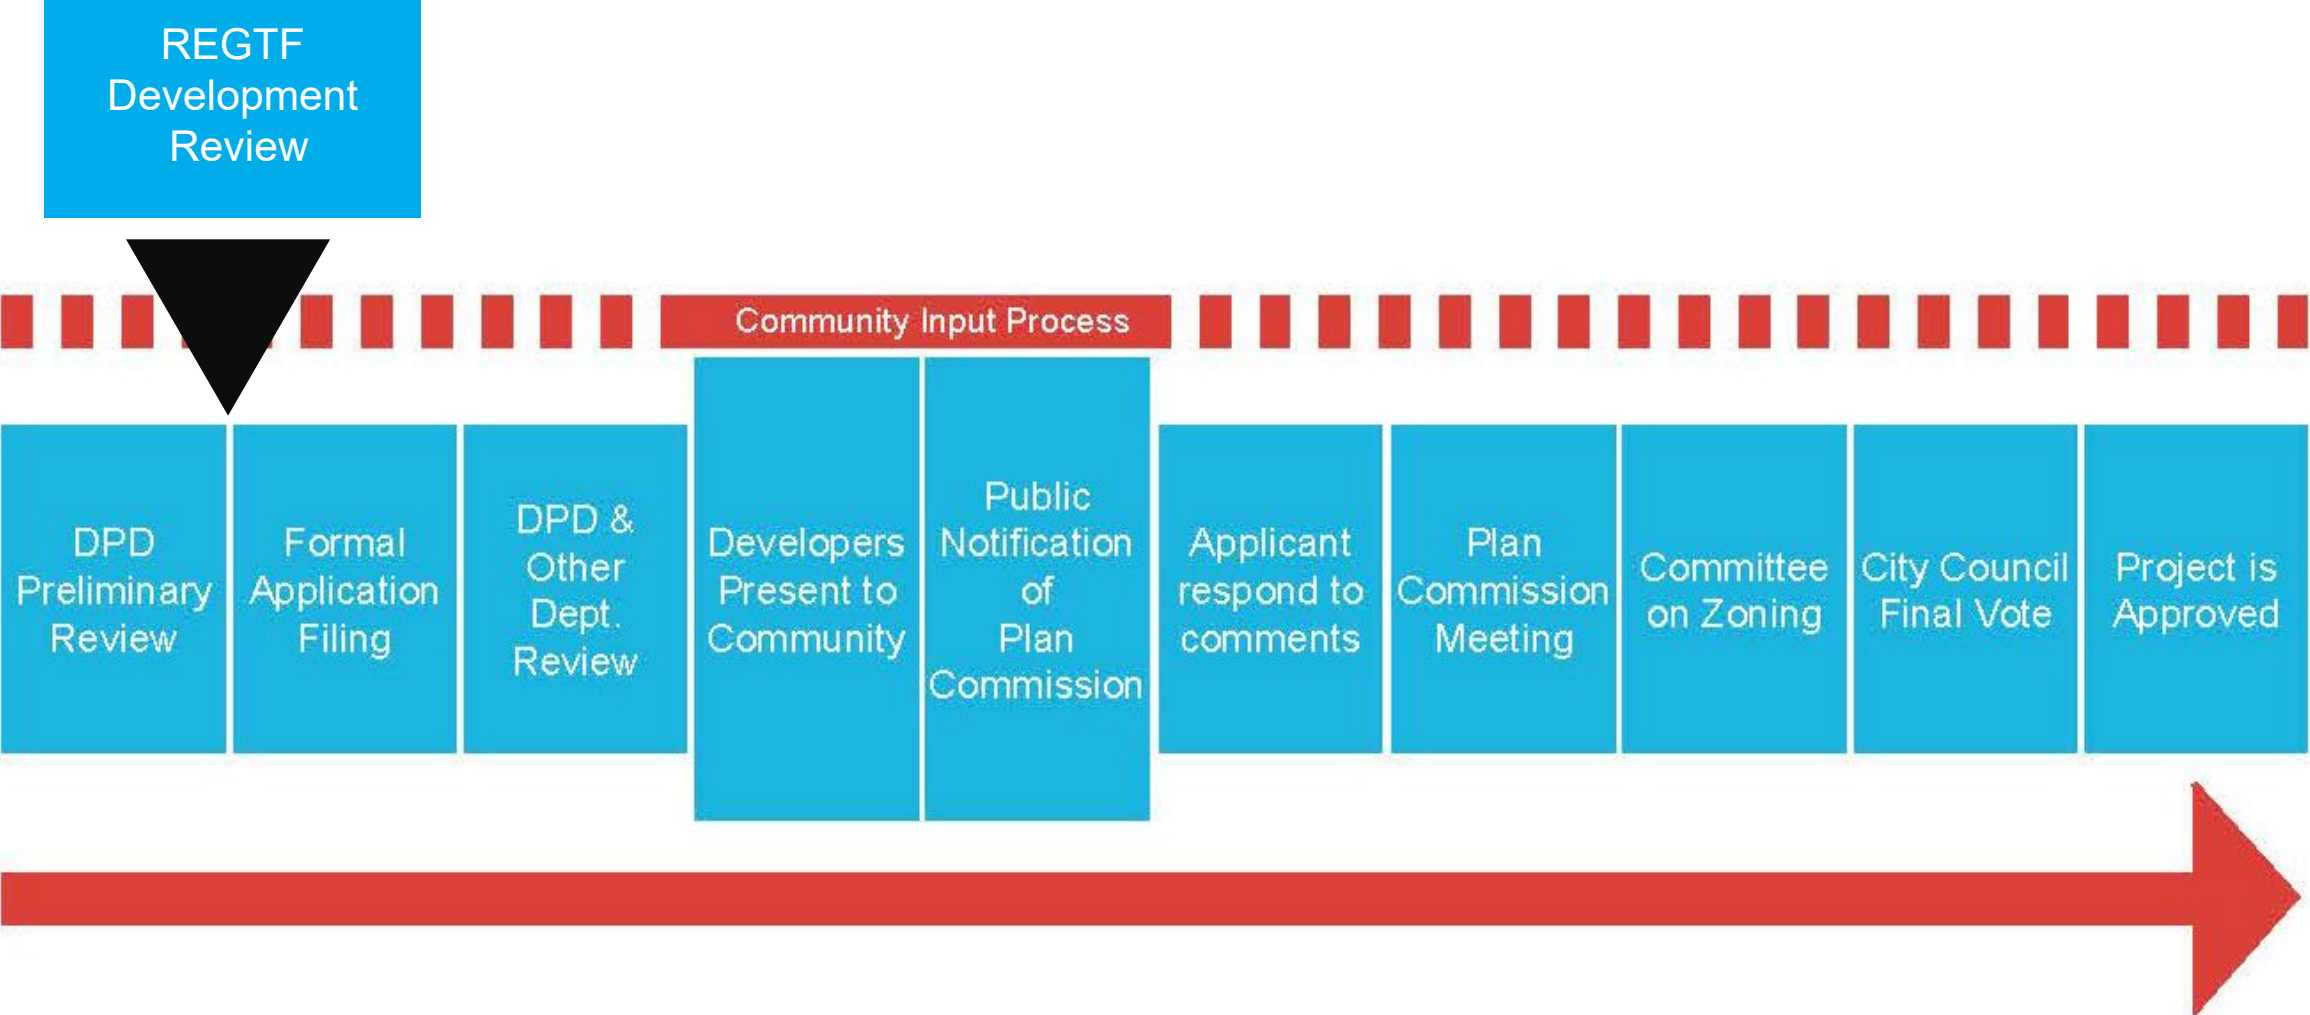 REGTF
Development
Review
Community Input Process
DPD
Preliminary
Review
Formal
Application
Filing
DPD &
Other
Dept.
Review
Developers
Present to
Community
Public
Notification
of
Plan
Commission
Applicant
respond to
comments
Plan
Commission
Meeting
Committee
on Zoning
City Council
Final Vote
Project is
Approved